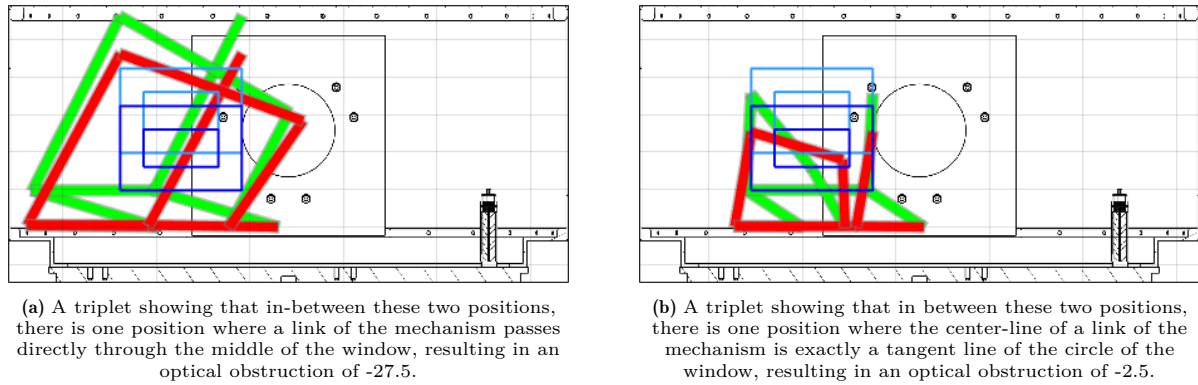 (a) A triplet showing that in-between these two positions,
there is one position where a link of the mechanism passes
directly through the middle of the window, resulting in an
optical obstruction of -27.5.
(b) A triplet showing that in between these two positions,
there is one position where the center-line of a link of the
mechanism is exactly a tangent line of the circle of the
window, resulting in an optical obstruction of -2.5.